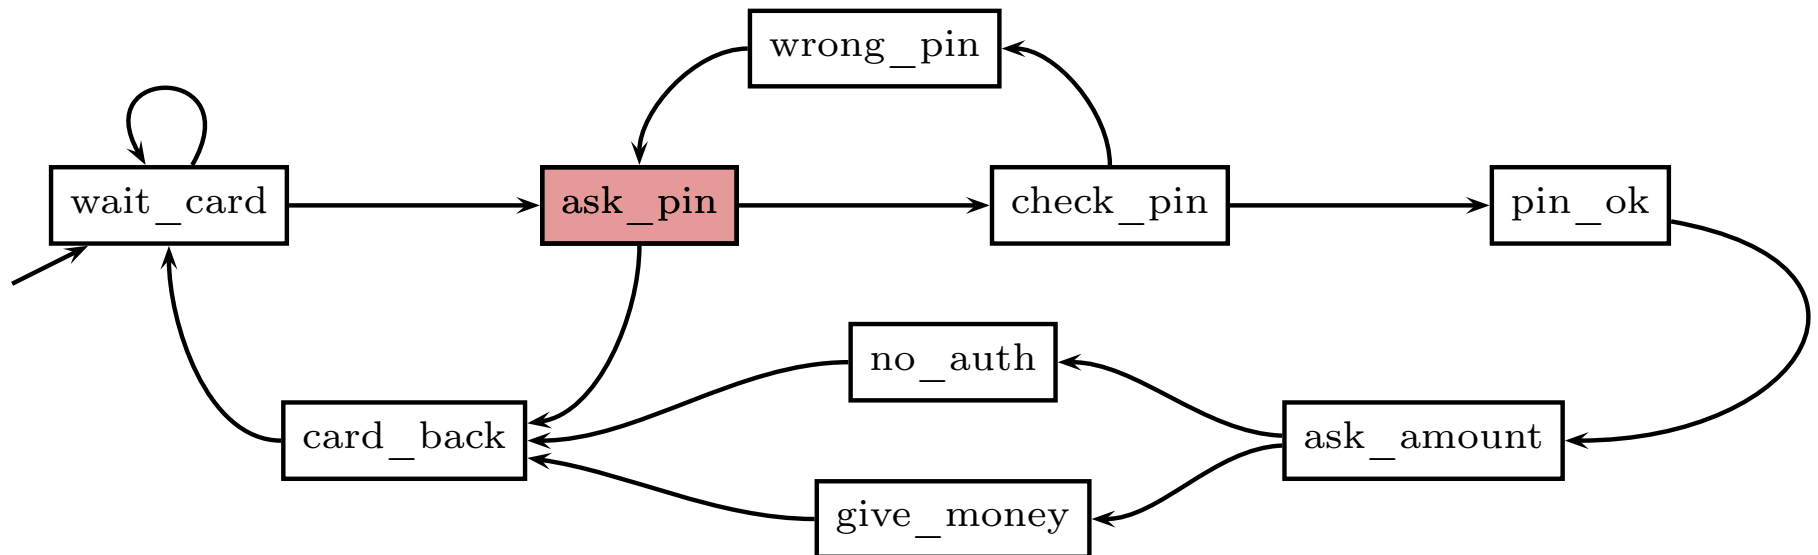 wrong_pin
wait_card
ask_pin
check_pin
pin_ok
no_auth
card_back
ask_amount
give_money